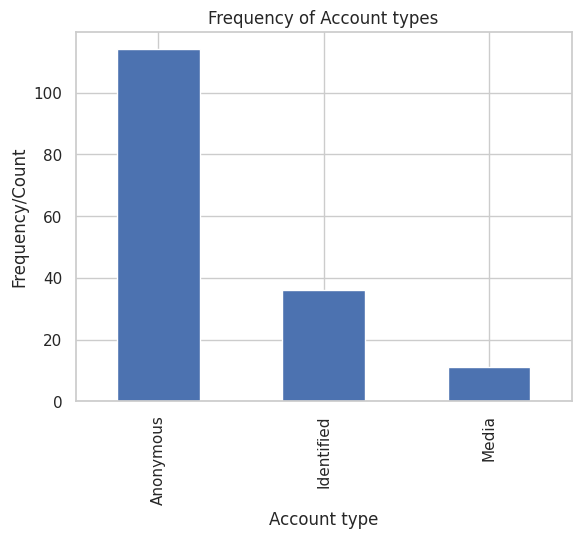 Frequency of Account types
Frequency/Count
100
80
60
40
20
0
Anonymous
Identified
Media
Account type